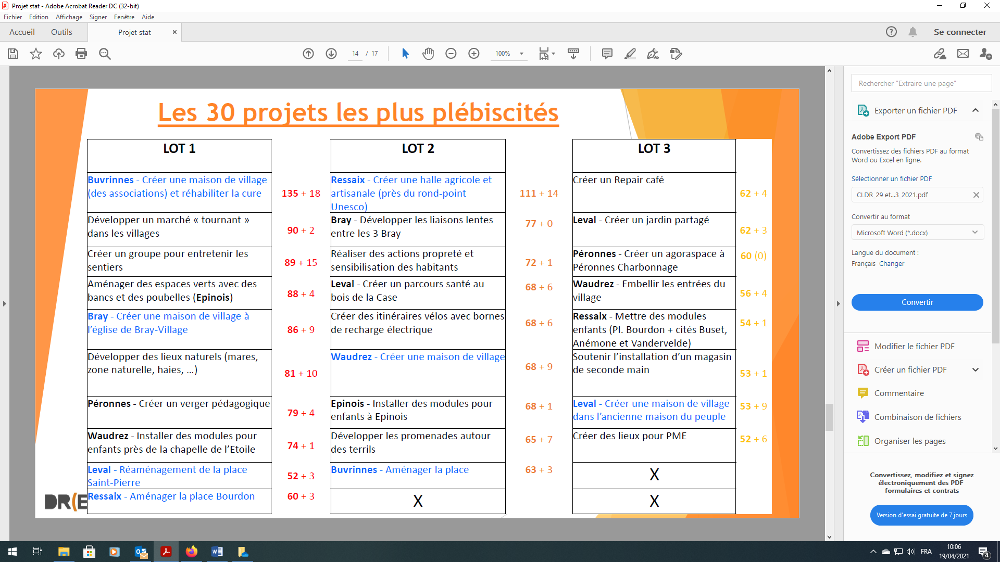 Projet stat - Adobe Acrobat Reader DC (32-bit)
Fichier Edition Affichage Signer Fenêtre Aide
Accueil Outils Projet stat × Se connecter
14 / 17 100%
Les 30 projets les plus plébiscités
LOT 1
Buvrinnes - Créer une maison de village
(des associations) et réhabiliter la cure
135 + 18
Développer un marché « tournant »
dans les villages
90 + 2
Créer un groupe pour entretenir les
sentiers
89 + 15
Aménager des espaces verts avec des
bancs et des poubelles (Epinois)
88 + 4
Bray - Créer une maison de village à
l’église de Bray-Village
86 + 9
Développer des lieux naturels (mares,
zone naturelle, haies, …)
81 + 10
Péronnes - Créer un verger pédagogique
79 + 4
Waudrez - Installer des modules pour
enfants près de la chapelle de l’Etoile
74 + 1
Leval - Réaménagement de la place
Saint-Pierre
52 + 3
Ressaix - Aménager la place Bourdon
60 + 3
LOT 2
Ressaix - Créer une halle agricole et
artisanale (près du rond-point
Unesco)
111 + 14
Bray - Développer les liaisons lentes
entre les 3 Bray
77 + 0
Réaliser des actions propreté et
sensibilisation des habitants
72 + 1
Leval - Créer un parcours santé au
bois de la Case
68 + 6
Créer des itinéraires vélos avec bornes
de recharge électrique
68 + 6
Waudrez - Créer une maison de village
68 + 9
Epinois - Installer des modules pour
enfants à Epinois
68 + 1
Développer les promenades autour
des terrils
65 + 7
Buvrinnes - Aménager la place
63 + 3
X
LOT 3
Créer un Repair café
62 + 4
Leval - Créer un jardin partagé
62 + 3
Péronnes - Créer un agoraspace à
Péronnes Charbonnage
60 (0)
Waudrez - Embellir les entrées du
village
56 + 4
Ressaix - Mettre des modules
enfants (Pl. Bourdon + cités Buset,
Anémone et Vandervelde)
54 + 1
Soutenir l’installation d’un magasin
de seconde main
53 + 1
Leval - Créer une maison de village
dans l’ancienne maison du peuple
53 + 9
Créer des lieux pour PME
52 + 6
X
X
DR(E
Rechercher "Extraire une page"
Exporter un fichier PDF
Adobe Export PDF
Convertissez des fichiers PDF au format
Word ou Excel en ligne.
Sélectionner un fichier PDF
CLDR_29 et...3_2021.pdf
Convertir au format
Microsoft Word (*.docx)
Langue du document :
Français Changer
Convertir
Modifier le fichier PDF
Créer un fichier PDF
Commentaire
Combinaison de fichiers
Organiser les pages
Convertissez, modifiez et signez
électroniquement des PDF
formulaires et contrats
Version d'essai gratuite de 7 jours
FRA
10:06
19/04/2021
4